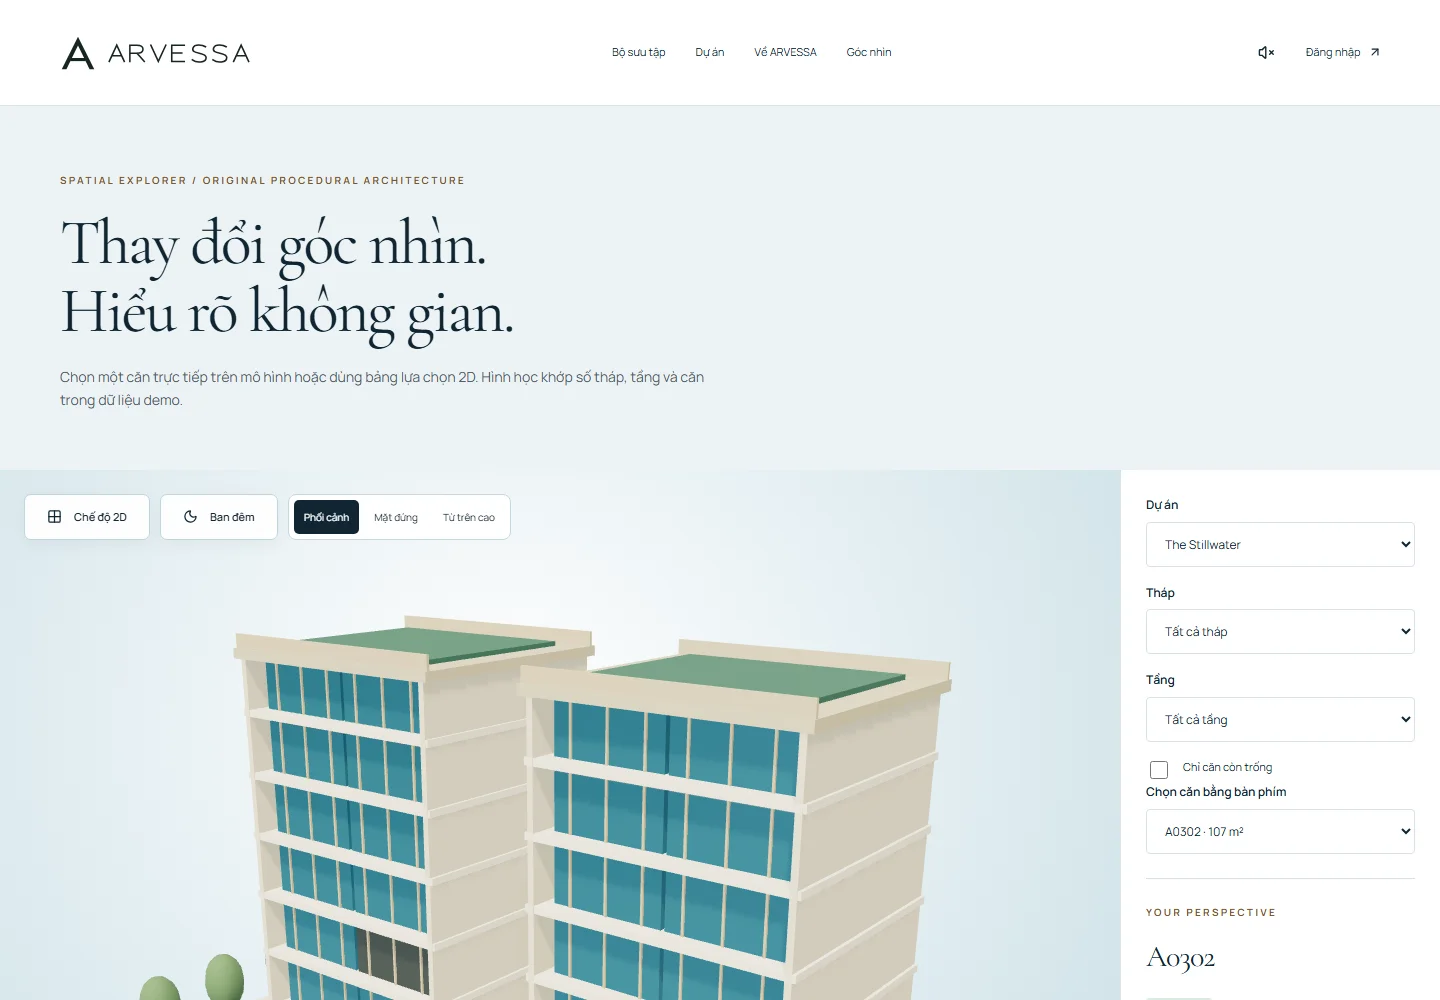 ARVESSA
Bộ sưu tập
Dự án
Về ARVESSA
Góc nhìn
Đăng nhập
SPATIAL EXPLORER / ORIGINAL PROCEDURAL ARCHITECTURE
Thay đổi góc nhìn.
Hiểu rõ không gian.
Chọn một căn trực tiếp trên mô hình hoặc dùng bảng lựa chọn 2D. Hình học khớp số tháp, tầng và căn
trong dữ liệu demo.
Chế độ 2D
Ban đêm
Phối cảnh
Mặt đứng
Từ trên cao
Dự án
The Stillwater
Tháp
Tất cả tháp
Tầng
Tất cả tầng
Chỉ căn còn trống
Chọn căn bằng bàn phím
A0302 · 107 m²
YOUR PERSPECTIVE
A0302